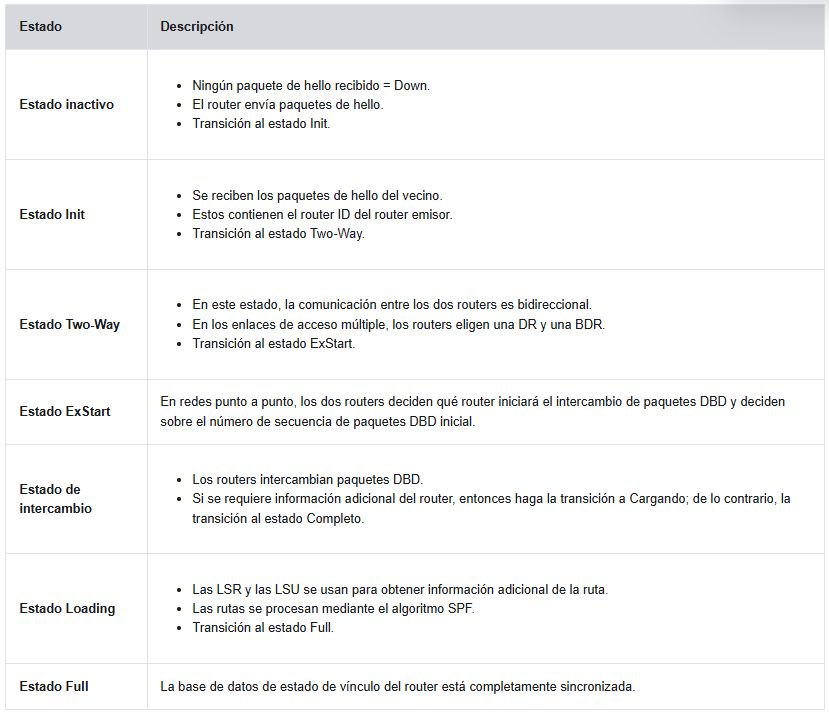 Estado Descripción
Estado inactivo
Ningún paquete de hello recibido = Down.
El router envía paquetes de hello.
Transición al estado Init.
Estado Init
Se reciben los paquetes de hello del vecino.
Estos contienen el router ID del router emisor.
Transición al estado Two-Way.
Estado Two-Way
En este estado, la comunicación entre los dos routers es bidireccional.
En los enlaces de acceso múltiple, los routers eligen una DR y una BDR.
Transición al estado ExStart.
Estado ExStart
En redes punto a punto, los dos routers deciden qué router iniciará el intercambio de paquetes DBD y deciden
sobre el número de secuencia de paquetes DBD inicial.
Estado de
intercambio
Los routers intercambian paquetes DBD.
Si se requiere información adicional del router, entonces haga la transición a Cargando; de lo contrario, la
transición al estado Completo.
Estado Loading
Las LSR y las LSU se usan para obtener información adicional de la ruta.
Las rutas se procesan mediante el algoritmo SPF.
Transición al estado Full.
Estado Full
La base de datos de estado de vínculo del router está completamente sincronizada.